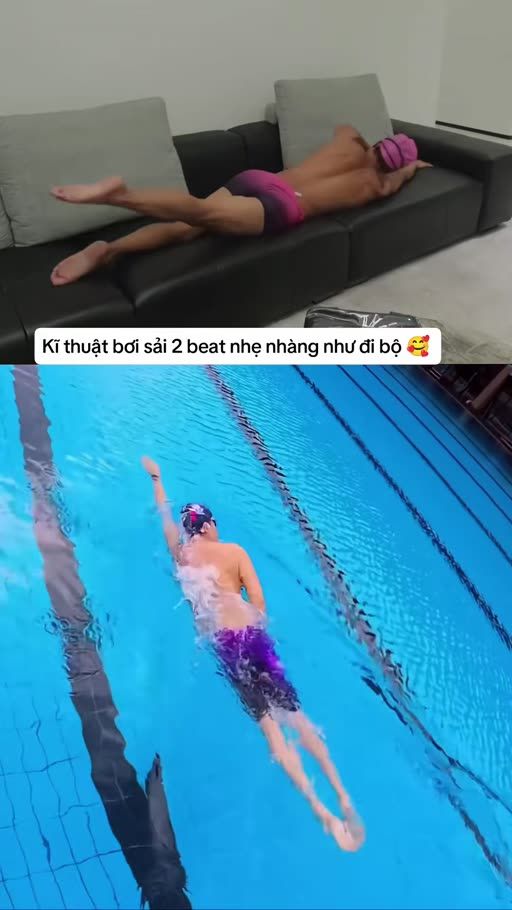 Kĩ thuật bơi sải 2 beat nhẹ nhàng như đi bộ 🥰